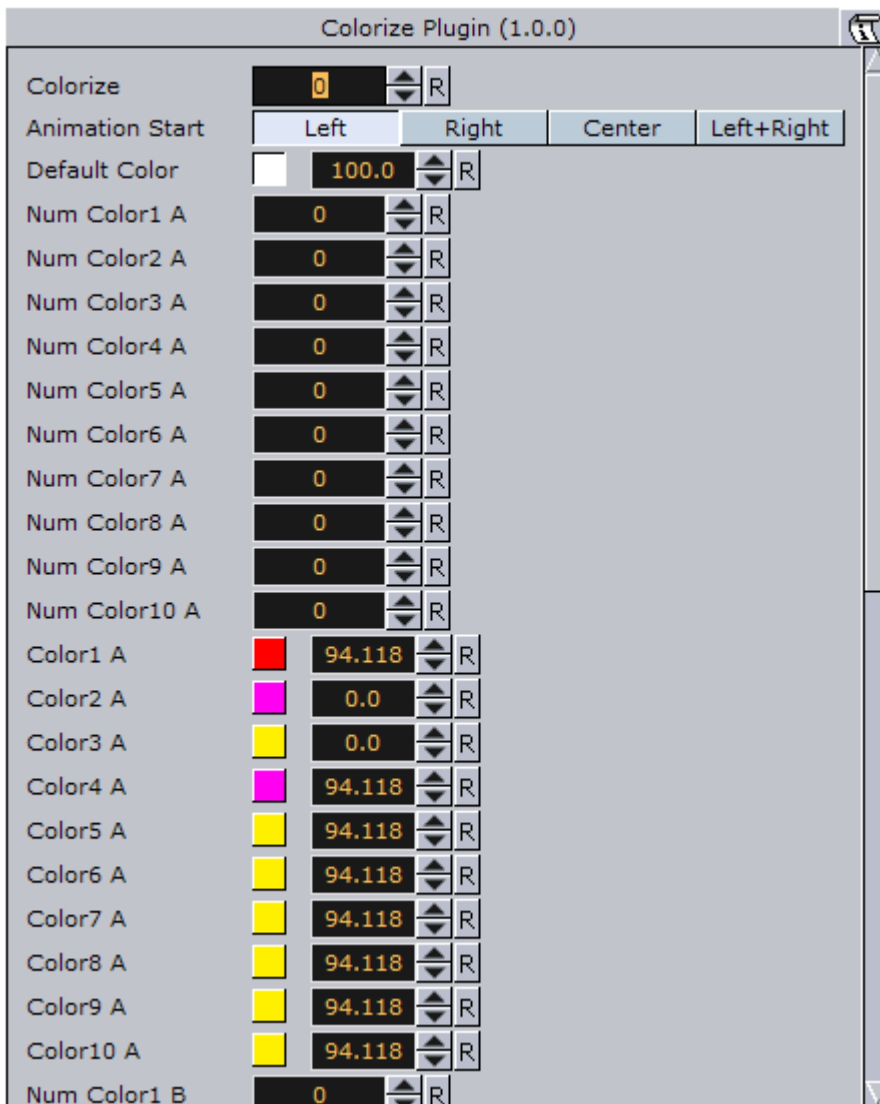 Colorize Plugin (1.0.0)
Colorize 0 R
Animation Start Left Right Center Left+Right
Default Color 100.0 R
Num Color1 A 0 R
Num Color2 A 0 R
Num Color3 A 0 R
Num Color4 A 0 R
Num Color5 A 0 R
Num Color6 A 0 R
Num Color7 A 0 R
Num Color8 A 0 R
Num Color9 A 0 R
Num Color10 A 0 R
Color1 A 94.118 R
Color2 A 0.0 R
Color3 A 0.0 R
Color4 A 94.118 R
Color5 A 94.118 R
Color6 A 94.118 R
Color7 A 94.118 R
Color8 A 94.118 R
Color9 A 94.118 R
Color10 A 94.118 R
Num Color1 B 0 R